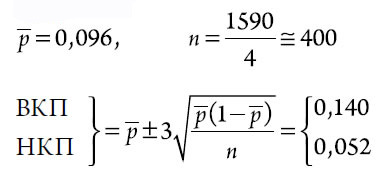 p̅ = 0,096, n = 1590/4 ≅ 400
ВКП
НКП } = p̅ ± 3√(p̅(1 − p̅)/n) = { 0,140
0,052